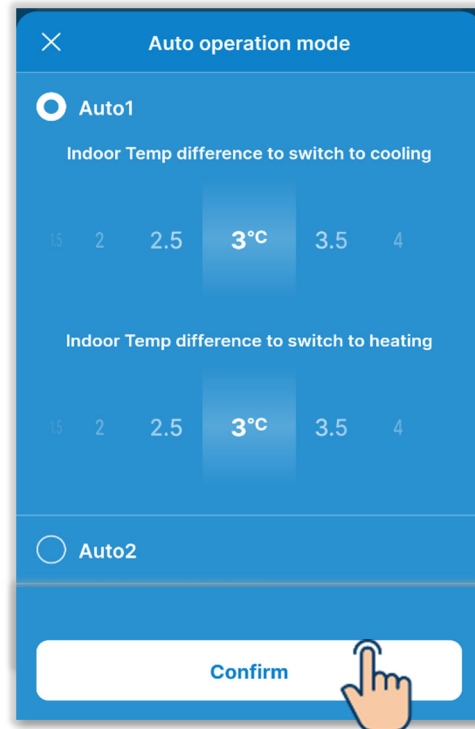 Auto operation mode
Auto1
Indoor Temp difference to switch to cooling
1.5 2 2.5 3°C 3.5 4
Indoor Temp difference to switch to heating
1.5 2 2.5 3°C 3.5 4
Auto2
Confirm